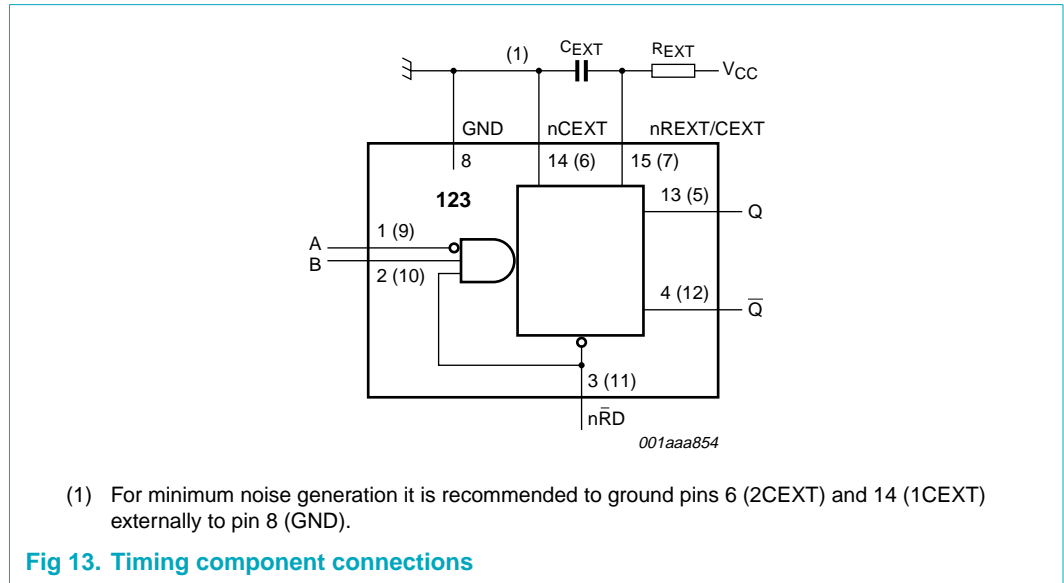 (1)
CEXT
REXT
VCC
GND
nCEXT
nREXT/CEXT
8
14 (6)
15 (7)
123
13 (5)
Q
A
1 (9)
B
2 (10)
4 (12)
Q̅
3 (11)
nR̅D
001aaa854
(1) For minimum noise generation it is recommended to ground pins 6 (2CEXT) and 14 (1CEXT)
externally to pin 8 (GND).
Fig 13. Timing component connections